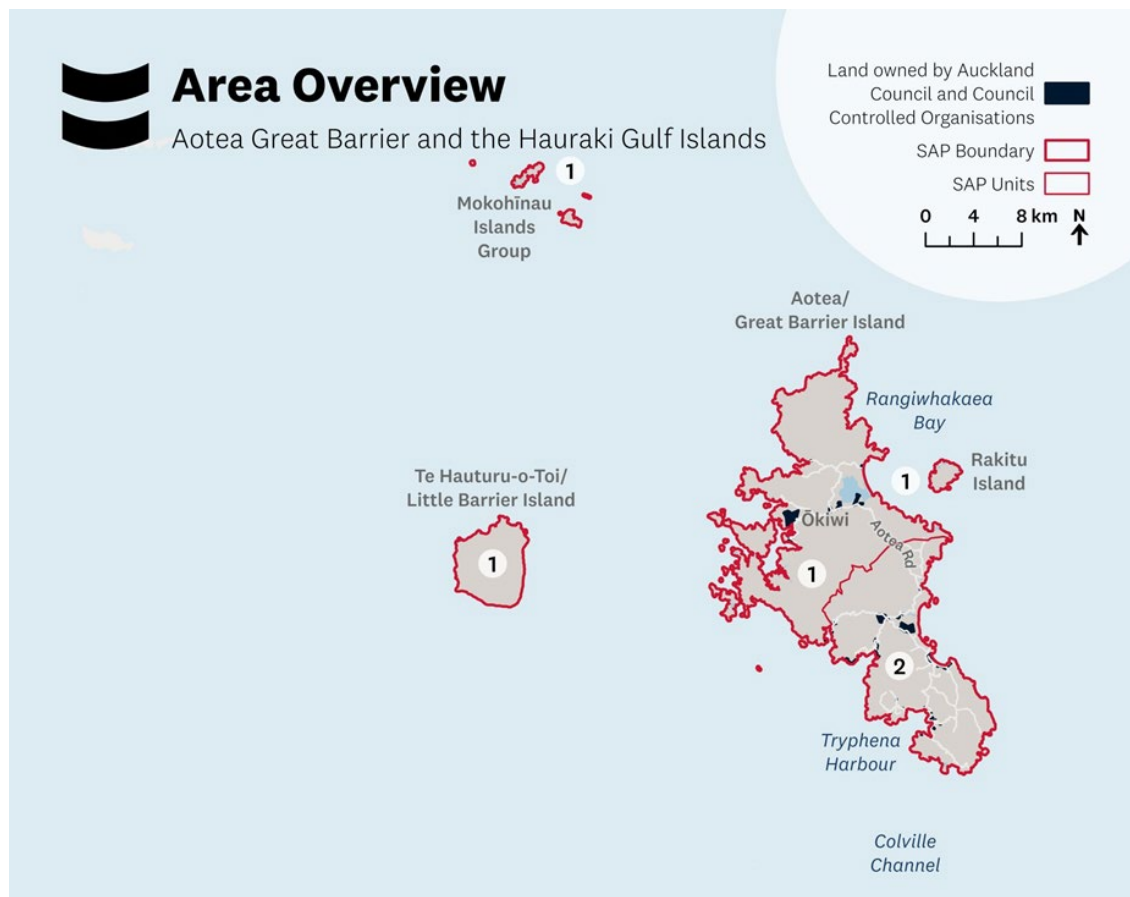 Area Overview
Aotea Great Barrier and the Hauraki Gulf Islands
Land owned by Auckland
Council and Council
Controlled Organisations
SAP Boundary
SAP Units
0 4 8 km N
1
Mokohīnau
Islands
Group
Aotea/
Great Barrier Island
Rangiwhakaea
Bay
1
Rakitu
Island
Te Hauturu-o-Toi/
Little Barrier Island
1
Ōkiwi
Aotea Rd
1
2
Tryphena
Harbour
Colville
Channel